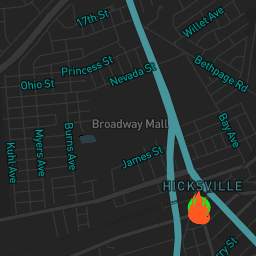 17th St
Willet Ave
Princess St
Nevada St
Bethpage Rd
Ohio St
Broadway Mall
Bay Ave
Kuhl Ave
Myers Ave
Burns Ave
James St
HICKSVILLE